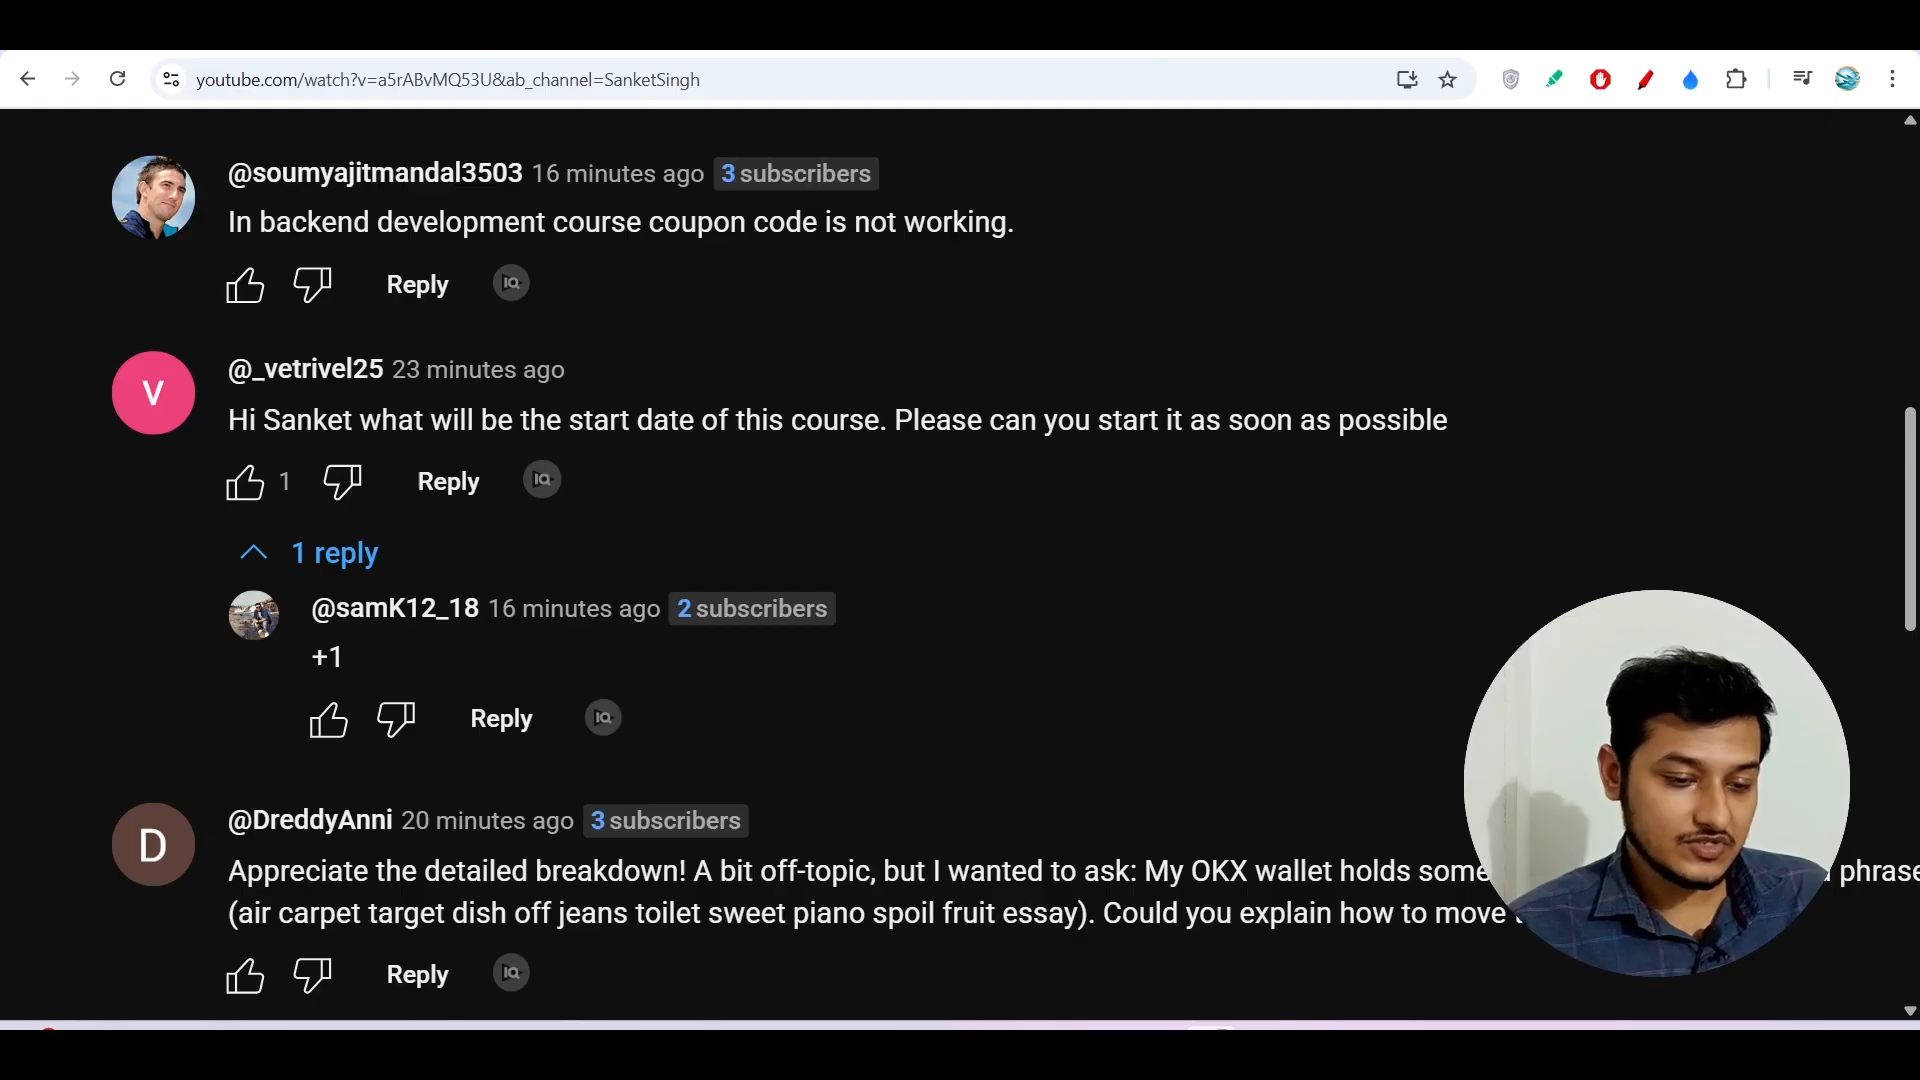 youtube.com/watch?v=a5rABvMQ53U&ab_channel=SanketSingh
@soumyajitmandal3503 16 minutes ago 3 subscribers
In backend development course coupon code is not working.
Reply IQ
V
@_vetrivel25 23 minutes ago
Hi Sanket what will be the start date of this course. Please can you start it as soon as possible
1 Reply IQ
1 reply
@samK12_18 16 minutes ago 2 subscribers
+1
Reply IQ
D
@DreddyAnni 20 minutes ago 3 subscribers
Appreciate the detailed breakdown! A bit off-topic, but I wanted to ask: My OKX wallet holds some phrase
(air carpet target dish off jeans toilet sweet piano spoil fruit essay). Could you explain how to move
Reply IQ